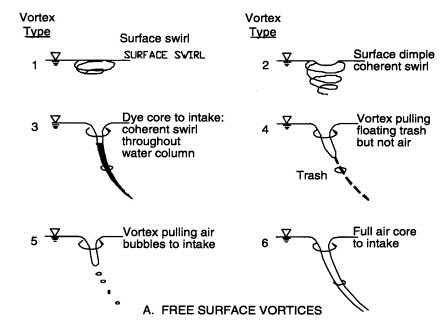 Vortex
Type
Surface swirl
SURFACE SWIRL
1
Vortex
Type
Surface dimple
coherent swirl
2
3
Dye core to intake:
coherent swirl
throughout
water column
4
Vortex pulling
floating trash
but not air
Trash
5
Vortex pulling air
bubbles to intake
6
Full air core
to intake
A. FREE SURFACE VORTICES